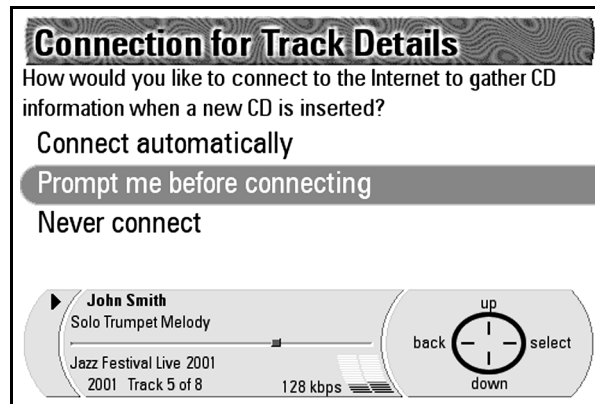 Connection for Track Details
How would you like to connect to the Internet to gather CD
information when a new CD is inserted?
Connect automatically
Prompt me before connecting
Never connect
John Smith
Solo Trumpet Melody
Jazz Festival Live 2001
2001 Track 5 of 8
128 kbps
up
back
select
down